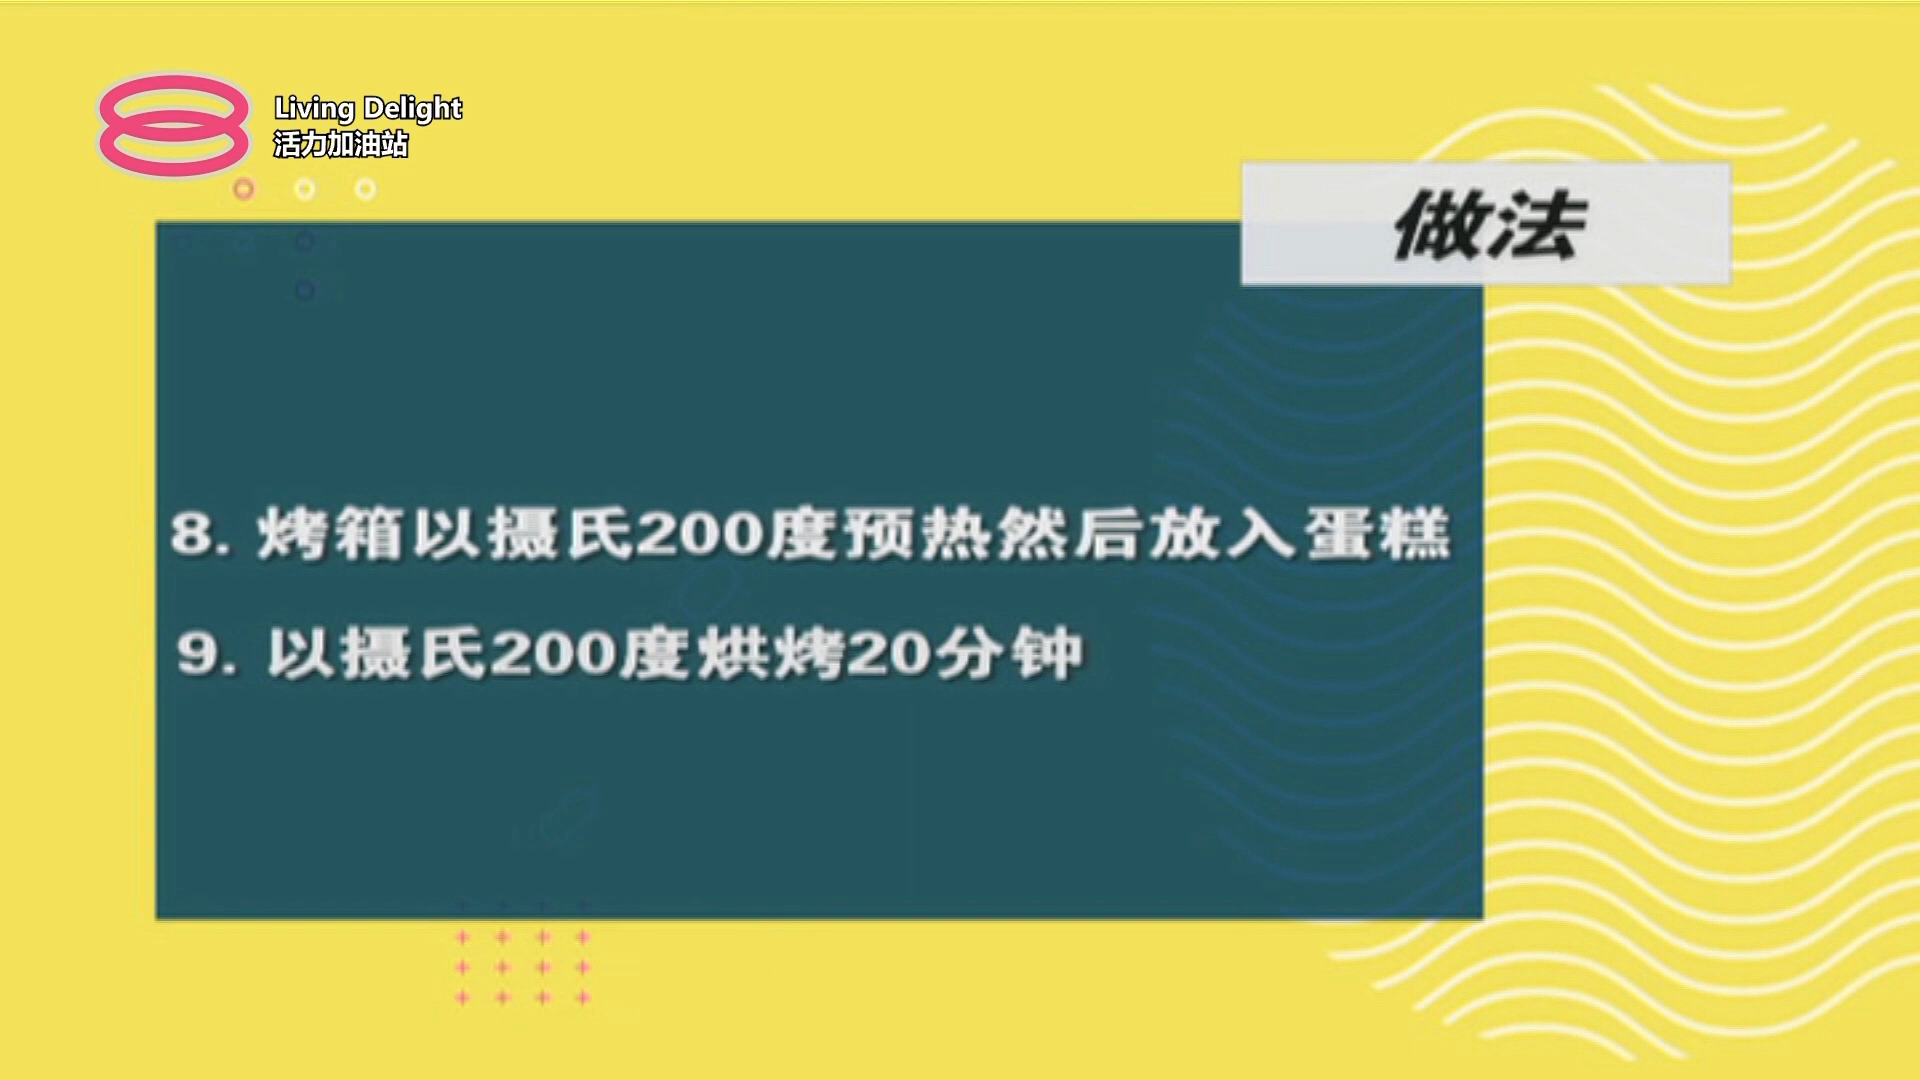 Living Delight
活力加油站
做法
8. 烤箱以摄氏200度预热然后放入蛋糕
9. 以摄氏200度烘烤20分钟